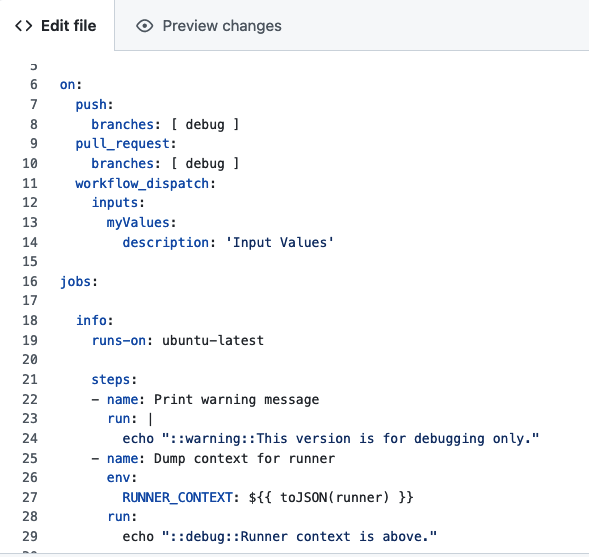 <> Edit file Preview changes
5
6 on:
7 push:
8 branches: [ debug ]
9 pull_request:
10 branches: [ debug ]
11 workflow_dispatch:
12 inputs:
13 myValues:
14 description: 'Input Values'
15
16 jobs:
17
18 info:
19 runs-on: ubuntu-latest
20
21 steps:
22 - name: Print warning message
23 run: |
24 echo "::warning::This version is for debugging only."
25 - name: Dump context for runner
26 env:
27 RUNNER_CONTEXT: ${{ toJSON(runner) }}
28 run:
29 echo "::debug::Runner context is above."